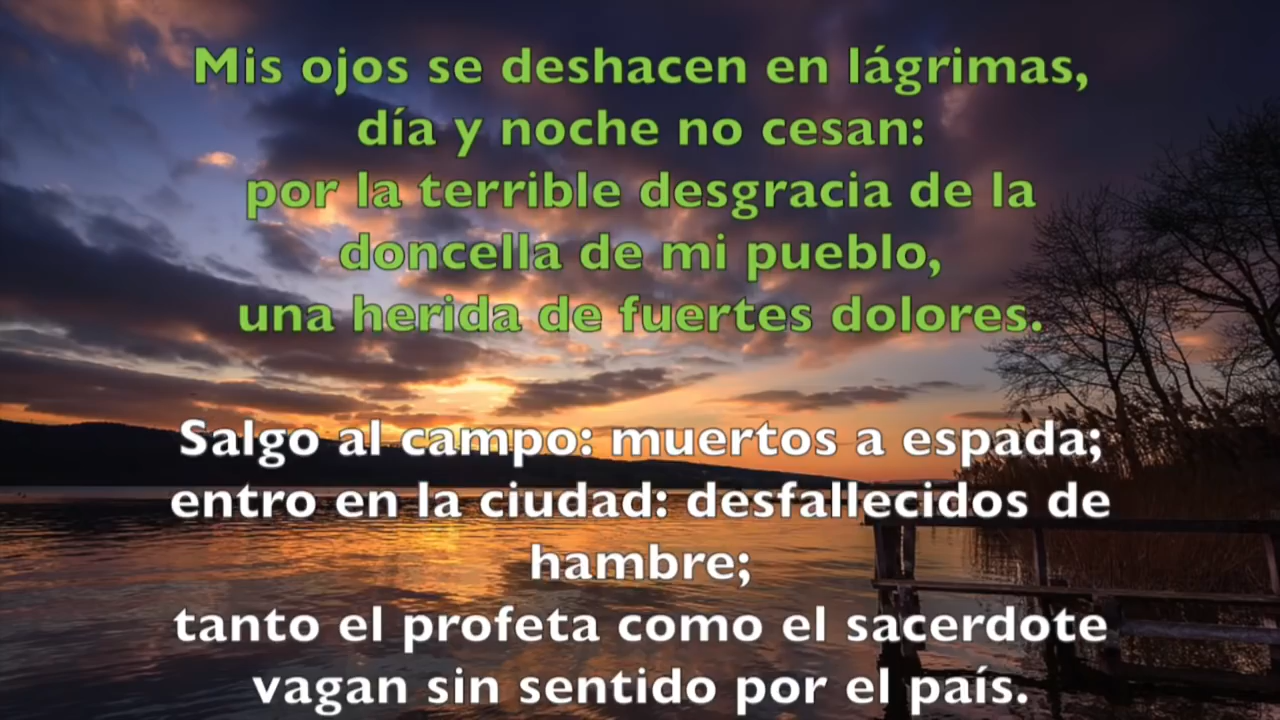 Mis ojos se deshacen en lágrimas,
día y noche no cesan:
por la terrible desgracia de la
doncella de mi pueblo,
una herida de fuertes dolores.
Salgo al campo: muertos a espada;
entro en la ciudad: desfallecidos de
hambre;
tanto el profeta como el sacerdote
vagan sin sentido por el país.